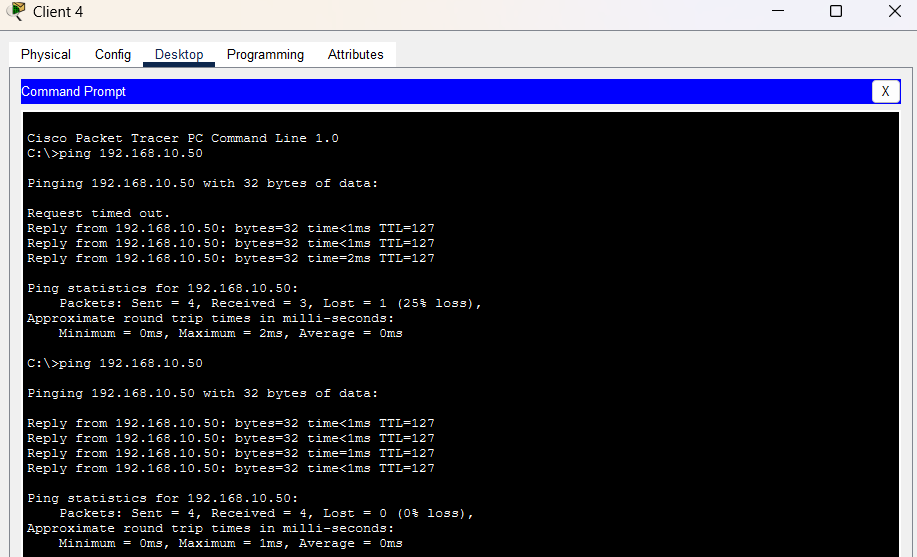 Client 4
Physical Config Desktop Programming Attributes
Command Prompt
X
Cisco Packet Tracer PC Command Line 1.0
C:\>ping 192.168.10.50
Pinging 192.168.10.50 with 32 bytes of data:
Request timed out.
Reply from 192.168.10.50: bytes=32 time<1ms TTL=127
Reply from 192.168.10.50: bytes=32 time<1ms TTL=127
Reply from 192.168.10.50: bytes=32 time=2ms TTL=127
Ping statistics for 192.168.10.50:
Packets: Sent = 4, Received = 3, Lost = 1 (25% loss),
Approximate round trip times in milli-seconds:
Minimum = 0ms, Maximum = 2ms, Average = 0ms
C:\>ping 192.168.10.50
Pinging 192.168.10.50 with 32 bytes of data:
Reply from 192.168.10.50: bytes=32 time<1ms TTL=127
Reply from 192.168.10.50: bytes=32 time<1ms TTL=127
Reply from 192.168.10.50: bytes=32 time=1ms TTL=127
Reply from 192.168.10.50: bytes=32 time<1ms TTL=127
Ping statistics for 192.168.10.50:
Packets: Sent = 4, Received = 4, Lost = 0 (0% loss),
Approximate round trip times in milli-seconds:
Minimum = 0ms, Maximum = 1ms, Average = 0ms